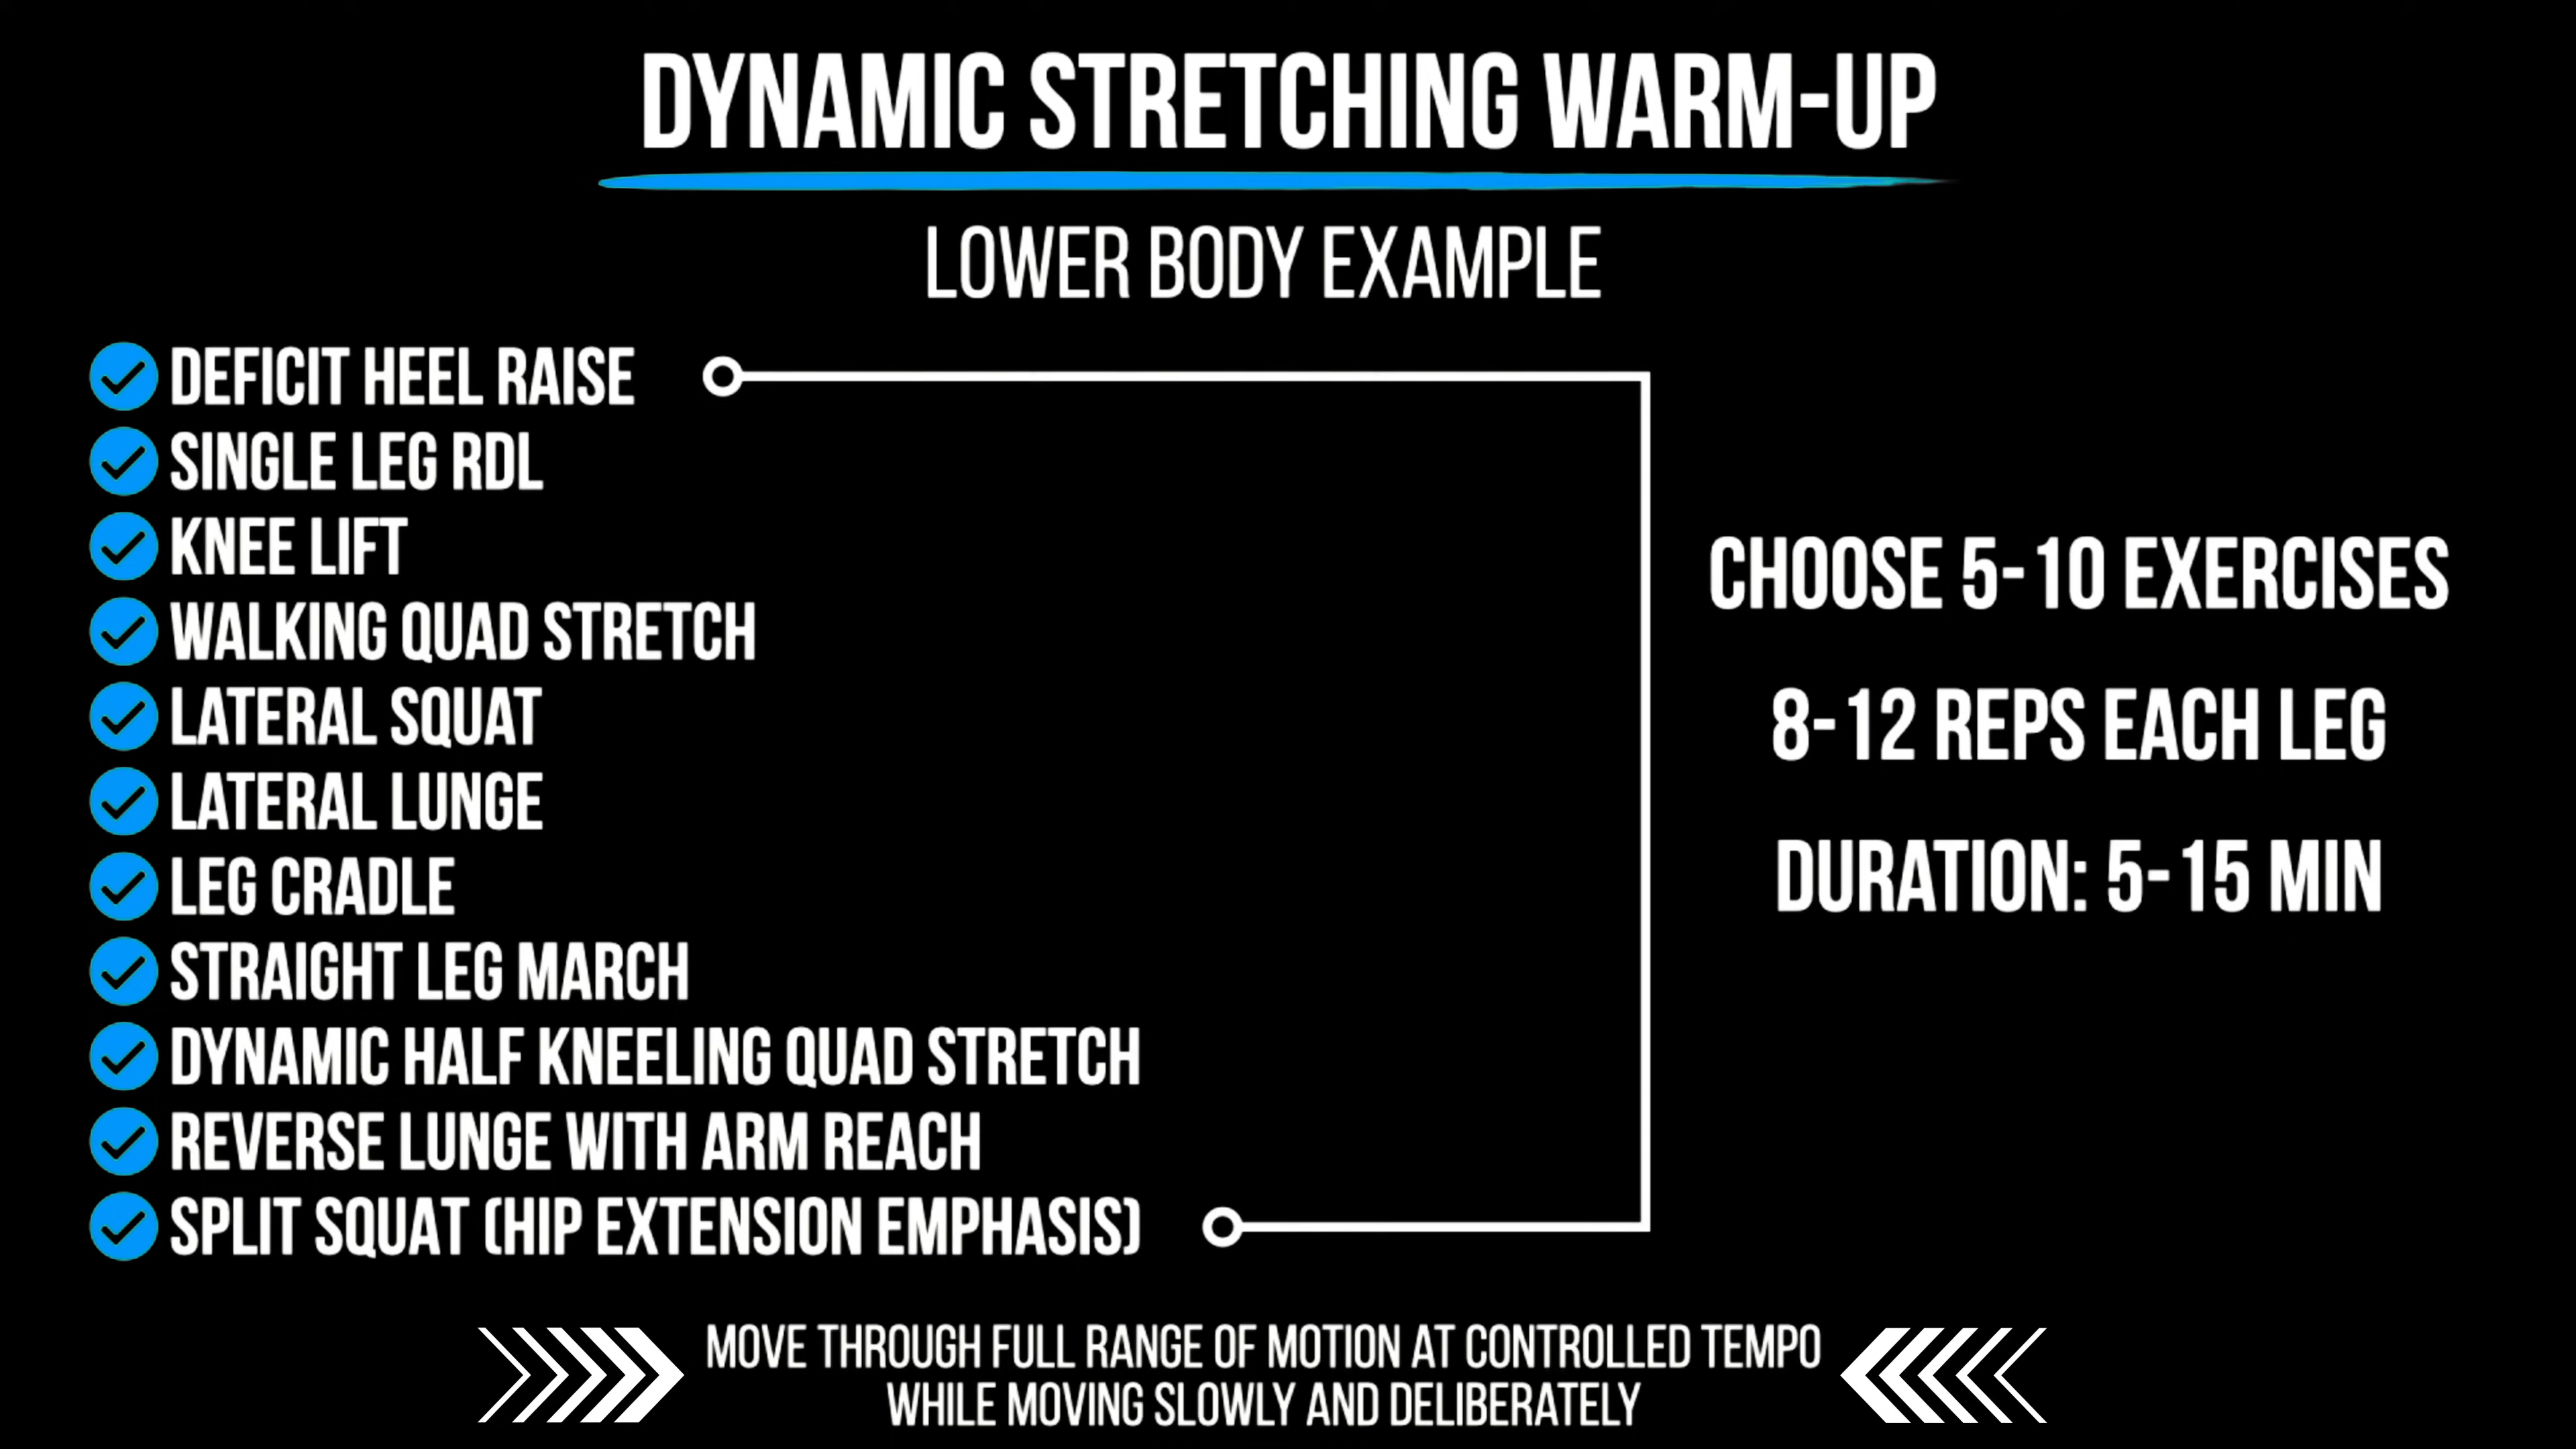 DYNAMIC STRETCHING WARM-UP
LOWER BODY EXAMPLE
DEFICIT HEEL RAISE
SINGLE LEG RDL
KNEE LIFT
WALKING QUAD STRETCH
LATERAL SQUAT
LATERAL LUNGE
LEG CRADLE
STRAIGHT LEG MARCH
DYNAMIC HALF KNEELING QUAD STRETCH
REVERSE LUNGE WITH ARM REACH
SPLIT SQUAT (HIP EXTENSION EMPHASIS)
CHOOSE 5-10 EXERCISES
8-12 REPS EACH LEG
DURATION: 5-15 MIN
MOVE THROUGH FULL RANGE OF MOTION AT CONTROLLED TEMPO
WHILE MOVING SLOWLY AND DELIBERATELY